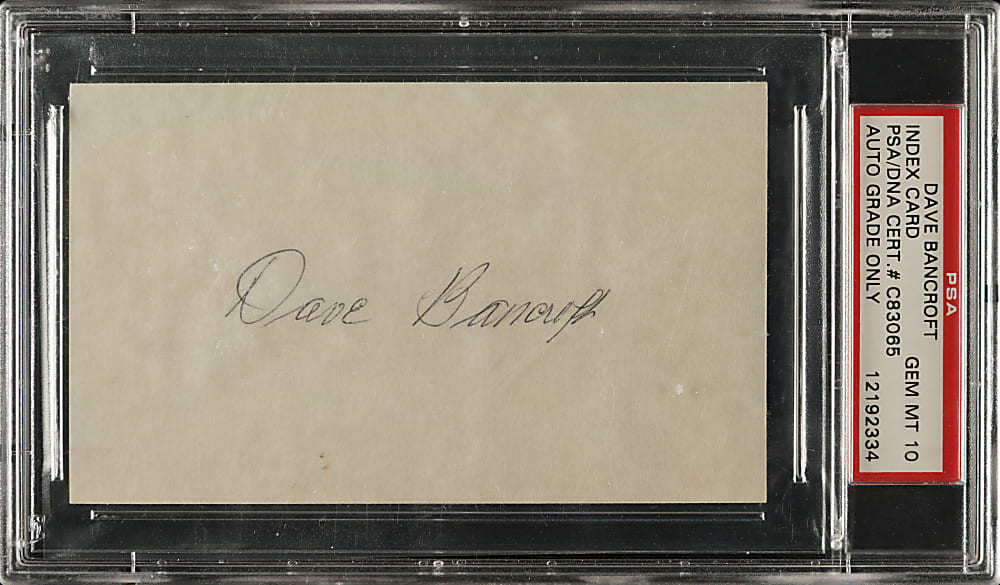 Dave Bancroft
PSA
DAVE BANCROFT
INDEX CARD GEM MT 10
PSA/DNA CERT.# C83065
AUTO GRADE ONLY 12192334